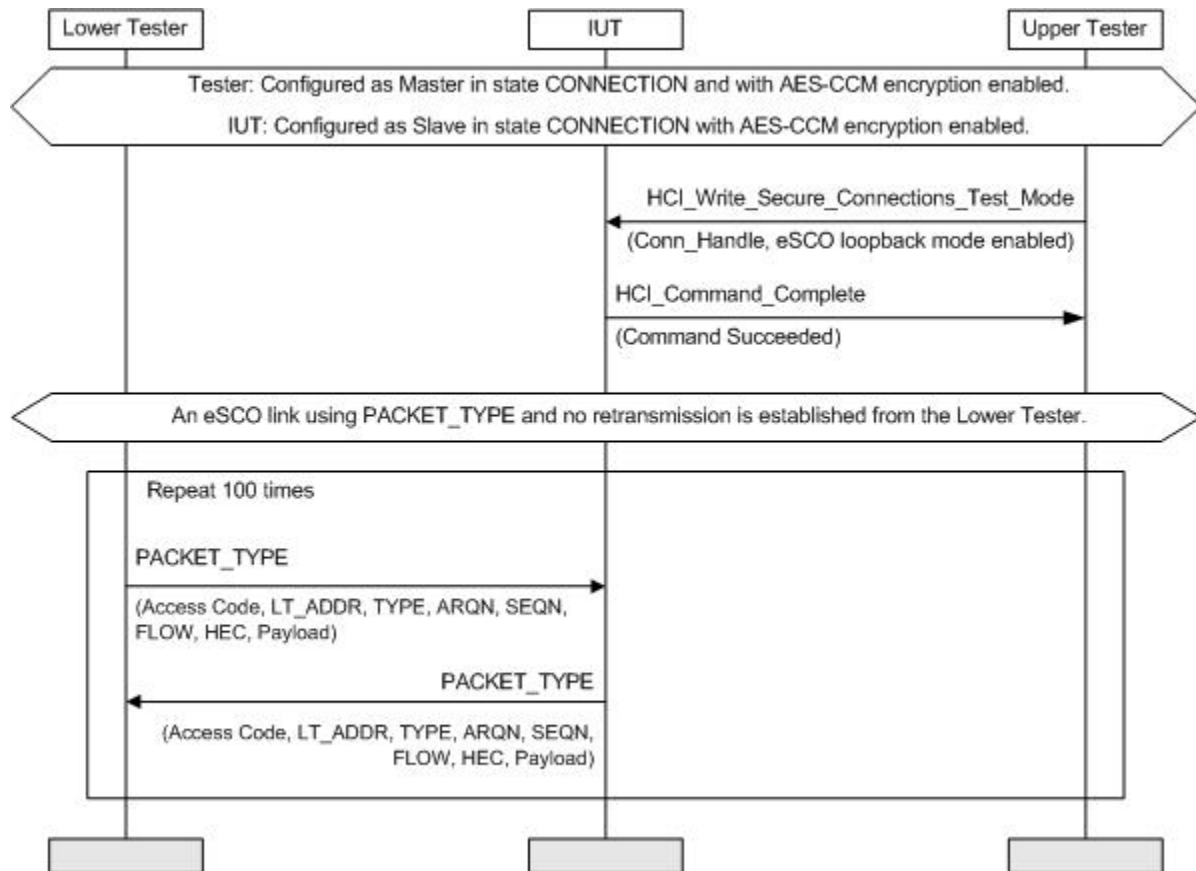 Lower Tester
IUT
Upper Tester
Tester: Configured as Master in state CONNECTION and with AES-CCM encryption enabled.
IUT: Configured as Slave in state CONNECTION with AES-CCM encryption enabled.
HCI_Write_Secure_Connections_Test_Mode
(Conn_Handle, eSCO loopback mode enabled)
HCI_Command_Complete
(Command Succeeded)
An eSCO link using PACKET_TYPE and no retransmission is established from the Lower Tester.
Repeat 100 times
PACKET_TYPE
(Access Code, LT_ADDR, TYPE, ARQN, SEQN,
FLOW, HEC, Payload)
PACKET_TYPE
(Access Code, LT_ADDR, TYPE, ARQN, SEQN,
FLOW, HEC, Payload)